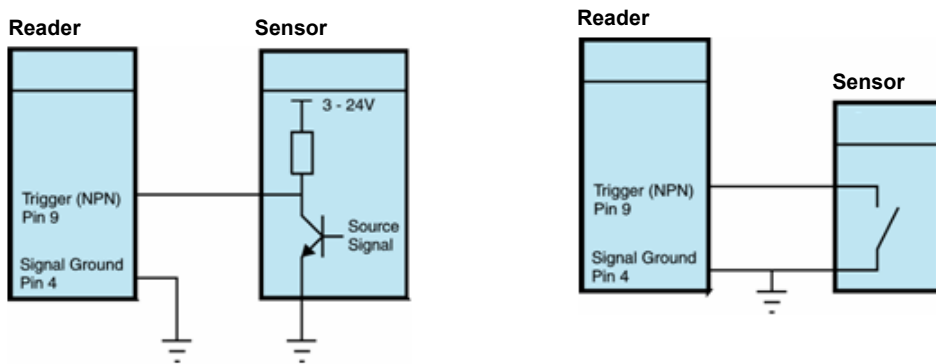 Reader
Sensor
3 - 24V
Trigger (NPN)
Pin 9
Source
Signal
Signal Ground
Pin 4
Reader
Sensor
Trigger (NPN)
Pin 9
Signal Ground
Pin 4